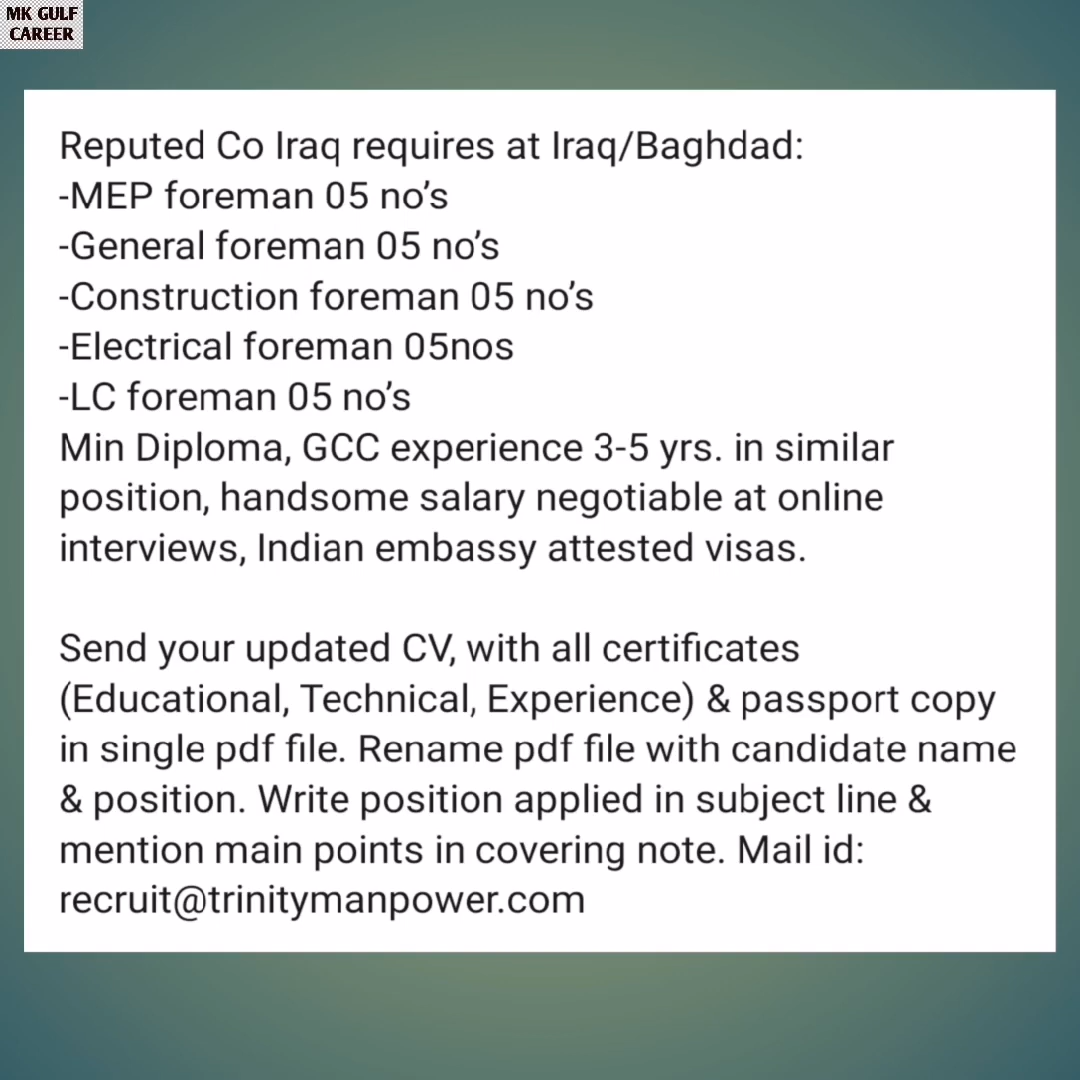 MK GULF
CAREER
Reputed Co Iraq requires at Iraq/Baghdad:
-MEP foreman 05 no’s
-General foreman 05 no’s
-Construction foreman 05 no’s
-Electrical foreman 05nos
-LC foreman 05 no’s
Min Diploma, GCC experience 3-5 yrs. in similar
position, handsome salary negotiable at online
interviews, Indian embassy attested visas.
Send your updated CV, with all certificates
(Educational, Technical, Experience) & passport copy
in single pdf file. Rename pdf file with candidate name
& position. Write position applied in subject line &
mention main points in covering note. Mail id:
recruit@trinitymanpower.com